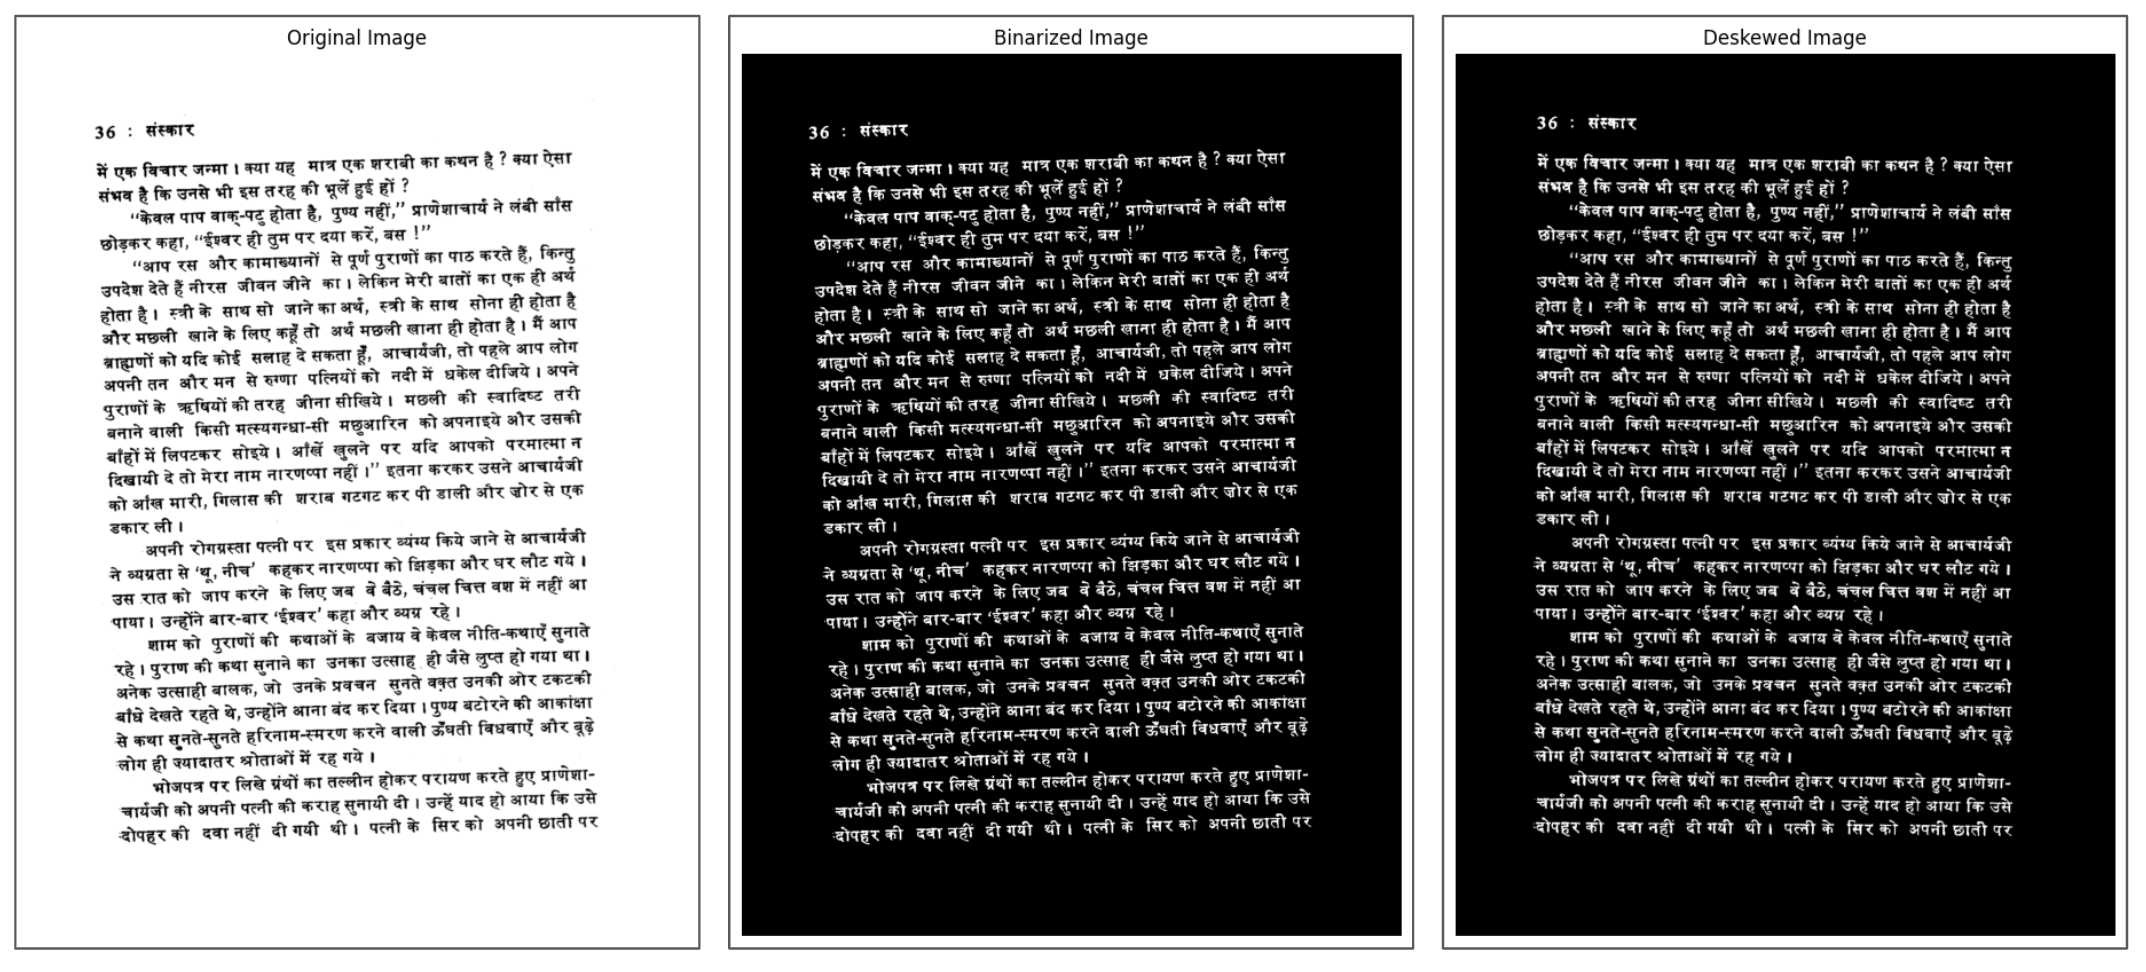 Original Image
36 : संस्कार
में एक विचार जन्मा । क्या यह मात्र एक शराबी का कथन है ? क्या ऐसा
संभव है कि उनसे भी इस तरह की भूलें हुई हों ?
“केवल पाप वाक्-पटु होता है, पुण्य नहीं,” प्राणेशाचार्य ने लंबी साँस
छोड़कर कहा, “ईश्वर ही तुम पर दया करें, बस !”
“आप रस और कामाख्यानों से पूर्ण पुराणों का पाठ करते हैं, किन्तु
उपदेश देते हैं नीरस जीवन जीने का । लेकिन मेरी बातों का एक ही अर्थ
होता है । स्त्री के साथ सो जाने का अर्थ, स्त्री के साथ सोना ही होता है
और मछली खाने के लिए कहूँ तो अर्थ मछली खाना ही होता है । मैं आप
ब्राह्मणों को यदि कोई सलाह दे सकता हूँ, आचार्यजी, तो पहले आप लोग
अपनी तन और मन से रुग्णा पत्नियों को नदी में धकेल दीजिये । अपने
पुराणों के ऋषियों की तरह जीना सीखिये । मछली की स्वादिष्ट तरी
बनाने वाली किसी मत्स्यगन्धा-सी मछुआरिन को अपनाइये और उसकी
बाँहों में लिपटकर सोइये । आँखें खुलने पर यदि आपको परमात्मा न
दिखायी दे तो मेरा नाम नारणप्पा नहीं ।” इतना करकर उसने आचार्यजी
को आँख मारी, गिलास की शराब गटगट कर पी डाली और ज़ोर से एक
डकार ली ।
अपनी रोगग्रस्ता पत्नी पर इस प्रकार व्यंग्य किये जाने से आचार्यजी
ने व्यग्रता से ‘थू, नीच’ कहकर नारणप्पा को झिड़का और घर लौट गये ।
उस रात को जाप करने के लिए जब वे बैठे, चंचल चित्त वश में नहीं आ
पाया । उन्होंने बार-बार ‘ईश्वर’ कहा और व्यग्र रहे ।
शाम को पुराणों की कथाओं के बजाय वे केवल नीति-कथाएँ सुनाते
रहे । पुराण की कथा सुनाने का उनका उत्साह ही जैसे लुप्त हो गया था ।
अनेक उत्साही बालक, जो उनके प्रवचन सुनते वक़्त उनकी ओर टकटकी
बाँधे देखते रहते थे, उन्होंने आना बंद कर दिया । पुण्य बटोरने की आकांक्षा
से कथा सुनते-सुनते हरिनाम-स्मरण करने वाली ऊँघती विधवाएँ और बूढ़े
लोग ही ज्यादातर श्रोताओं में रह गये ।
भोजपत्र पर लिखे ग्रंथों का तल्लीन होकर परायण करते हुए प्राणेशा-
चार्यजी को अपनी पत्नी की कराह सुनायी दी । उन्हें याद हो आया कि उसे
दोपहर की दवा नहीं दी गयी थी । पत्नी के सिर को अपनी छाती पर
Binarized Image
36 : संस्कार
में एक विचार जन्मा । क्या यह मात्र एक शराबी का कथन है ? क्या ऐसा
संभव है कि उनसे भी इस तरह की भूलें हुई हों ?
“केवल पाप वाक्-पटु होता है, पुण्य नहीं,” प्राणेशाचार्य ने लंबी साँस
छोड़कर कहा, “ईश्वर ही तुम पर दया करें, बस !”
“आप रस और कामाख्यानों से पूर्ण पुराणों का पाठ करते हैं, किन्तु
उपदेश देते हैं नीरस जीवन जीने का । लेकिन मेरी बातों का एक ही अर्थ
होता है । स्त्री के साथ सो जाने का अर्थ, स्त्री के साथ सोना ही होता है
और मछली खाने के लिए कहूँ तो अर्थ मछली खाना ही होता है । मैं आप
ब्राह्मणों को यदि कोई सलाह दे सकता हूँ, आचार्यजी, तो पहले आप लोग
अपनी तन और मन से रुग्णा पत्नियों को नदी में धकेल दीजिये । अपने
पुराणों के ऋषियों की तरह जीना सीखिये । मछली की स्वादिष्ट तरी
बनाने वाली किसी मत्स्यगन्धा-सी मछुआरिन को अपनाइये और उसकी
बाँहों में लिपटकर सोइये । आँखें खुलने पर यदि आपको परमात्मा न
दिखायी दे तो मेरा नाम नारणप्पा नहीं ।” इतना करकर उसने आचार्यजी
को आँख मारी, गिलास की शराब गटगट कर पी डाली और ज़ोर से एक
डकार ली ।
अपनी रोगग्रस्ता पत्नी पर इस प्रकार व्यंग्य किये जाने से आचार्यजी
ने व्यग्रता से ‘थू, नीच’ कहकर नारणप्पा को झिड़का और घर लौट गये ।
उस रात को जाप करने के लिए जब वे बैठे, चंचल चित्त वश में नहीं आ
पाया । उन्होंने बार-बार ‘ईश्वर’ कहा और व्यग्र रहे ।
शाम को पुराणों की कथाओं के बजाय वे केवल नीति-कथाएँ सुनाते
रहे । पुराण की कथा सुनाने का उनका उत्साह ही जैसे लुप्त हो गया था ।
अनेक उत्साही बालक, जो उनके प्रवचन सुनते वक़्त उनकी ओर टकटकी
बाँधे देखते रहते थे, उन्होंने आना बंद कर दिया । पुण्य बटोरने की आकांक्षा
से कथा सुनते-सुनते हरिनाम-स्मरण करने वाली ऊँघती विधवाएँ और बूढ़े
लोग ही ज्यादातर श्रोताओं में रह गये ।
भोजपत्र पर लिखे ग्रंथों का तल्लीन होकर परायण करते हुए प्राणेशा-
चार्यजी को अपनी पत्नी की कराह सुनायी दी । उन्हें याद हो आया कि उसे
दोपहर की दवा नहीं दी गयी थी । पत्नी के सिर को अपनी छाती पर
Deskewed Image
36 : संस्कार
में एक विचार जन्मा । क्या यह मात्र एक शराबी का कथन है ? क्या ऐसा
संभव है कि उनसे भी इस तरह की भूलें हुई हों ?
“केवल पाप वाक्-पटु होता है, पुण्य नहीं,” प्राणेशाचार्य ने लंबी साँस
छोड़कर कहा, “ईश्वर ही तुम पर दया करें, बस !”
“आप रस और कामाख्यानों से पूर्ण पुराणों का पाठ करते हैं, किन्तु
उपदेश देते हैं नीरस जीवन जीने का । लेकिन मेरी बातों का एक ही अर्थ
होता है । स्त्री के साथ सो जाने का अर्थ, स्त्री के साथ सोना ही होता है
और मछली खाने के लिए कहूँ तो अर्थ मछली खाना ही होता है । मैं आप
ब्राह्मणों को यदि कोई सलाह दे सकता हूँ, आचार्यजी, तो पहले आप लोग
अपनी तन और मन से रुग्णा पत्नियों को नदी में धकेल दीजिये । अपने
पुराणों के ऋषियों की तरह जीना सीखिये । मछली की स्वादिष्ट तरी
बनाने वाली किसी मत्स्यगन्धा-सी मछुआरिन को अपनाइये और उसकी
बाँहों में लिपटकर सोइये । आँखें खुलने पर यदि आपको परमात्मा न
दिखायी दे तो मेरा नाम नारणप्पा नहीं ।” इतना करकर उसने आचार्यजी
को आँख मारी, गिलास की शराब गटगट कर पी डाली और ज़ोर से एक
डकार ली ।
अपनी रोगग्रस्ता पत्नी पर इस प्रकार व्यंग्य किये जाने से आचार्यजी
ने व्यग्रता से ‘थू, नीच’ कहकर नारणप्पा को झिड़का और घर लौट गये ।
उस रात को जाप करने के लिए जब वे बैठे, चंचल चित्त वश में नहीं आ
पाया । उन्होंने बार-बार ‘ईश्वर’ कहा और व्यग्र रहे ।
शाम को पुराणों की कथाओं के बजाय वे केवल नीति-कथाएँ सुनाते
रहे । पुराण की कथा सुनाने का उनका उत्साह ही जैसे लुप्त हो गया था ।
अनेक उत्साही बालक, जो उनके प्रवचन सुनते वक़्त उनकी ओर टकटकी
बाँधे देखते रहते थे, उन्होंने आना बंद कर दिया । पुण्य बटोरने की आकांक्षा
से कथा सुनते-सुनते हरिनाम-स्मरण करने वाली ऊँघती विधवाएँ और बूढ़े
लोग ही ज्यादातर श्रोताओं में रह गये ।
भोजपत्र पर लिखे ग्रंथों का तल्लीन होकर परायण करते हुए प्राणेशा-
चार्यजी को अपनी पत्नी की कराह सुनायी दी । उन्हें याद हो आया कि उसे
दोपहर की दवा नहीं दी गयी थी । पत्नी के सिर को अपनी छाती पर